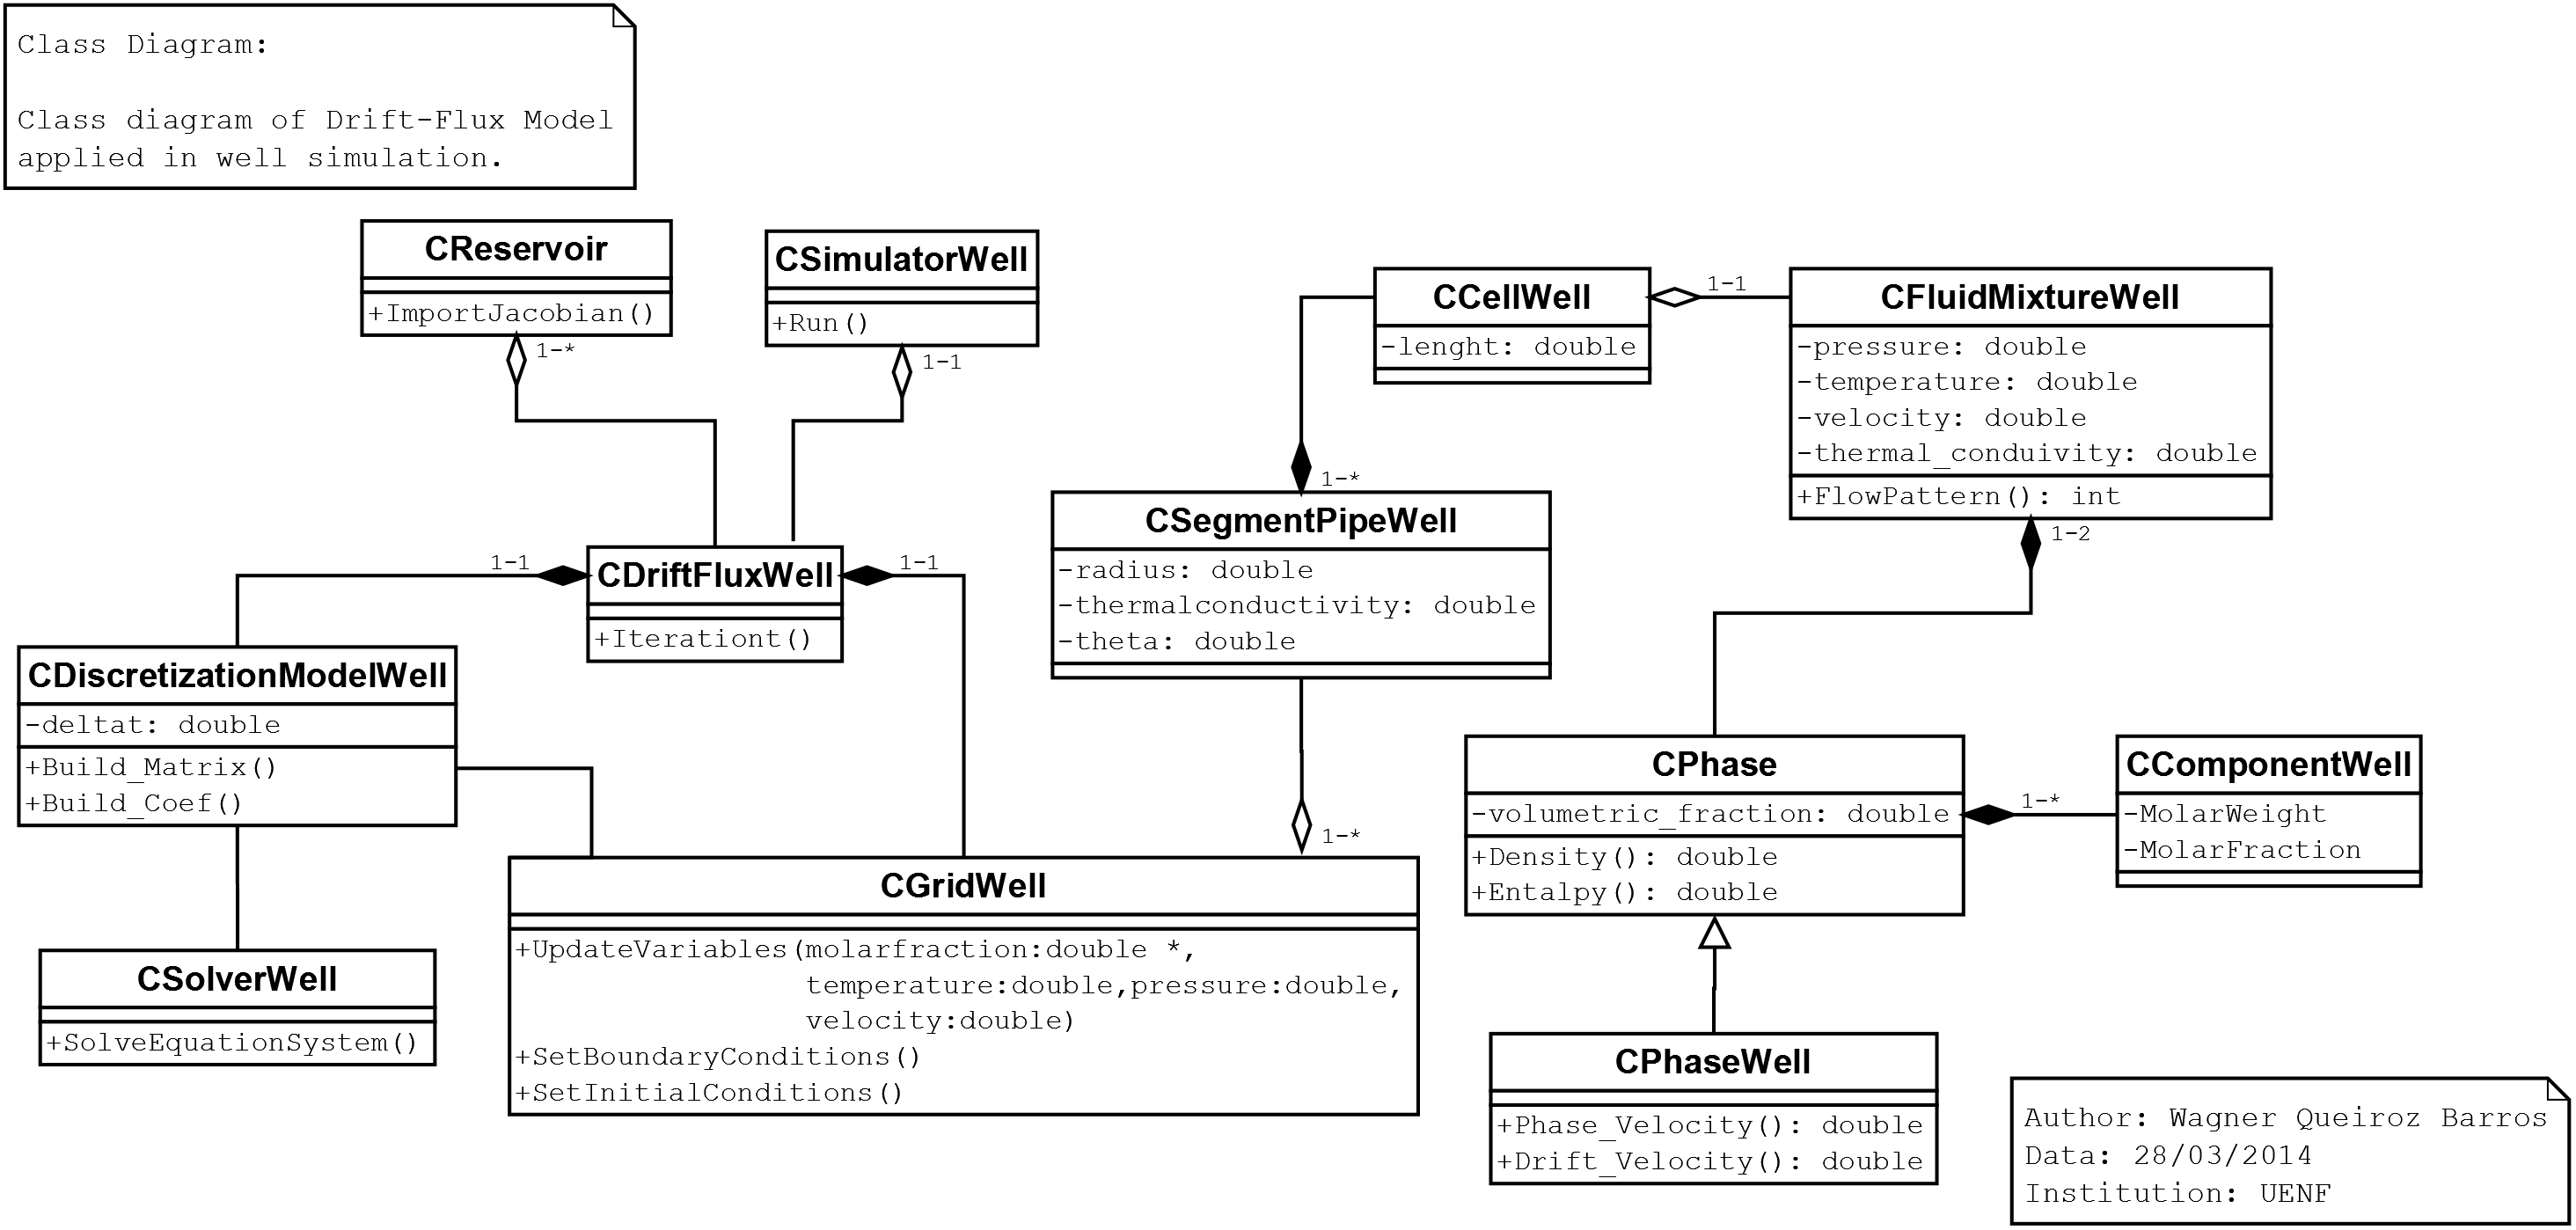 Class Diagram:
Class diagram of Drift-Flux Model
applied in well simulation.
CReservoir
+ImportJacobian()
1-*
CSimulatorWell
+Run()
1-1
CCellWell
-lenght: double
1-1
CFluidMixtureWell
-pressure: double
-temperature: double
-velocity: double
-thermal_conduivity: double
+FlowPattern(): int
1-2
1-*
CSegmentPipeWell
-radius: double
-thermalconductivity: double
-theta: double
1-1
CDriftFluxWell
+Iterationt()
1-1
CDiscretizationModelWell
-deltat: double
+Build_Matrix()
+Build_Coef()
CPhase
-volumetric_fraction: double
+Density(): double
+Entalpy(): double
1-*
CComponentWell
-MolarWeight
-MolarFraction
1-*
CGridWell
+UpdateVariables(molarfraction:double *,
temperature:double,pressure:double,
velocity:double)
+SetBoundaryConditions()
+SetInitialConditions()
CSolverWell
+SolveEquationSystem()
CPhaseWell
+Phase_Velocity(): double
+Drift_Velocity(): double
Author: Wagner Queiroz Barros
Data: 28/03/2014
Institution: UENF